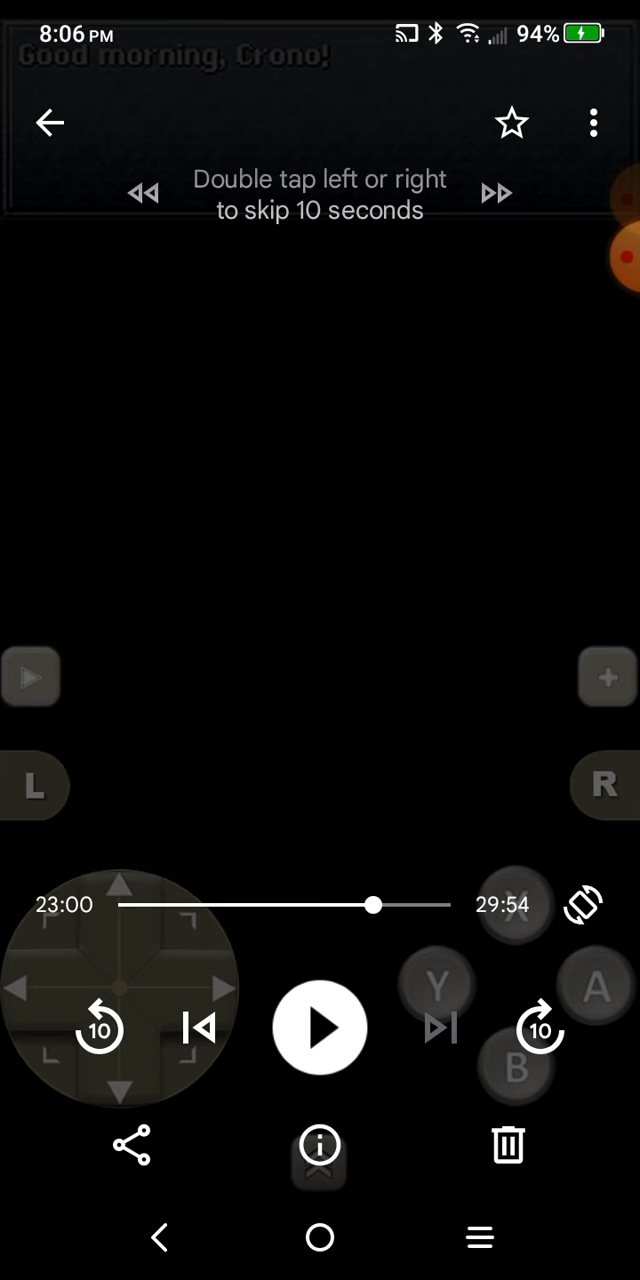 8:06 PM 94%
Good morning, Crono!
Double tap left or right
to skip 10 seconds
L R
23:00 29:54
X
Y A
10 10
B